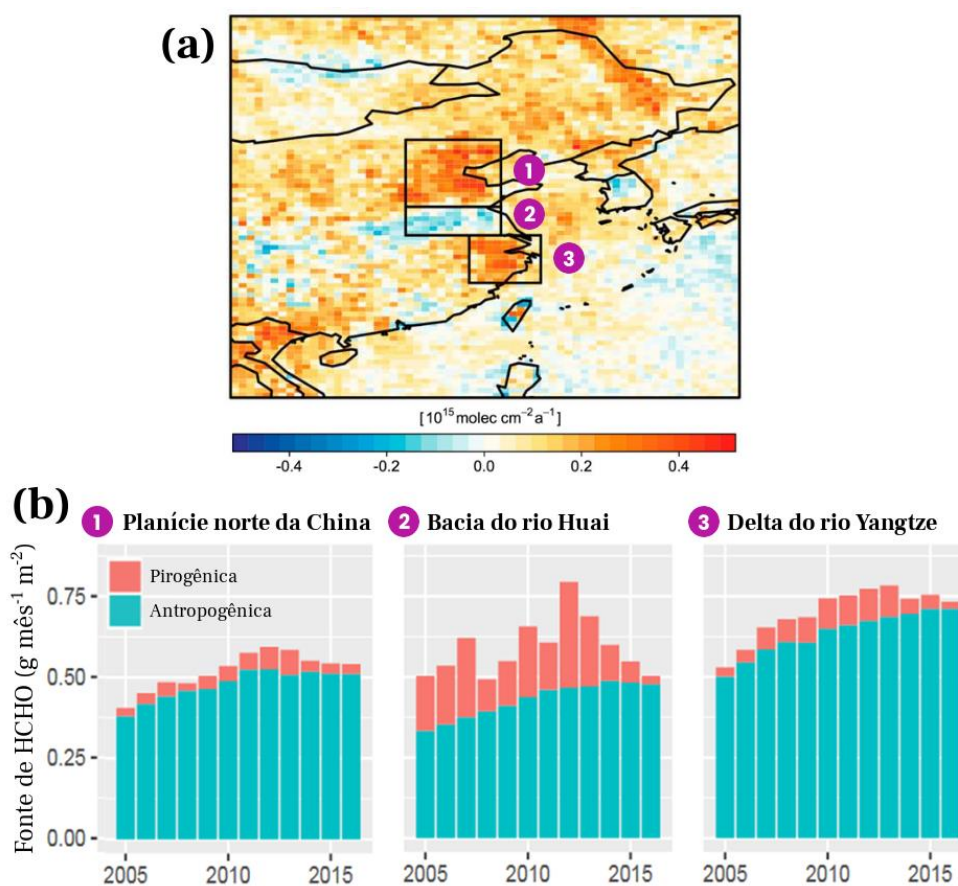 (a)
1
2
3
[10¹⁵ molec cm⁻² a⁻¹]
-0.4 -0.2 0.0 0.2 0.4
(b)
1 Planície norte da China
2 Bacia do rio Huai
3 Delta do rio Yangtze
Fonte de HCHO (g mês⁻¹ m⁻²)
Pirogênica
Antropogênica
0.75
0.50
0.25
0.00
2005 2010 2015
2005 2010 2015
2005 2010 2015